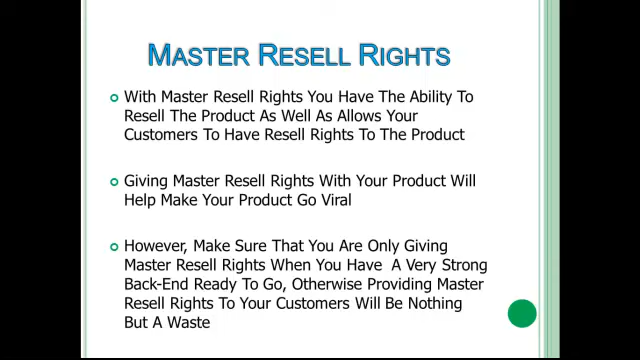 MASTER RESELL RIGHTS
With Master Resell Rights You Have The Ability To
Resell The Product As Well As Allows Your
Customers To Have Resell Rights To The Product
Giving Master Resell Rights With Your Product Will
Help Make Your Product Go Viral
However, Make Sure That You Are Only Giving
Master Resell Rights When You Have A Very Strong
Back-End Ready To Go, Otherwise Providing Master
Resell Rights To Your Customers Will Be Nothing
But A Waste